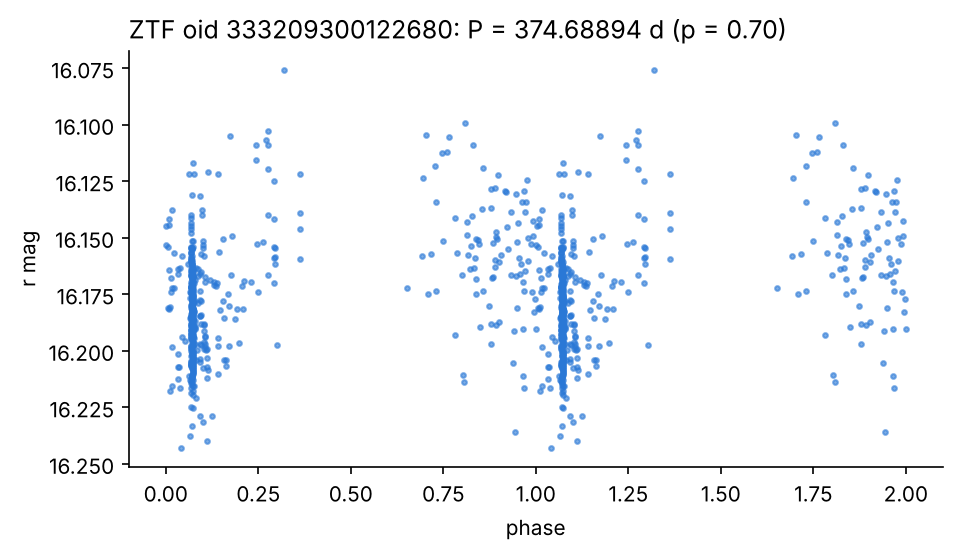 ZTF oid 333209300122680: P = 374.68894 d (p = 0.70)
r mag
16.075
16.100
16.125
16.150
16.175
16.200
16.225
16.250
0.00 0.25 0.50 0.75 1.00 1.25 1.50 1.75 2.00
phase